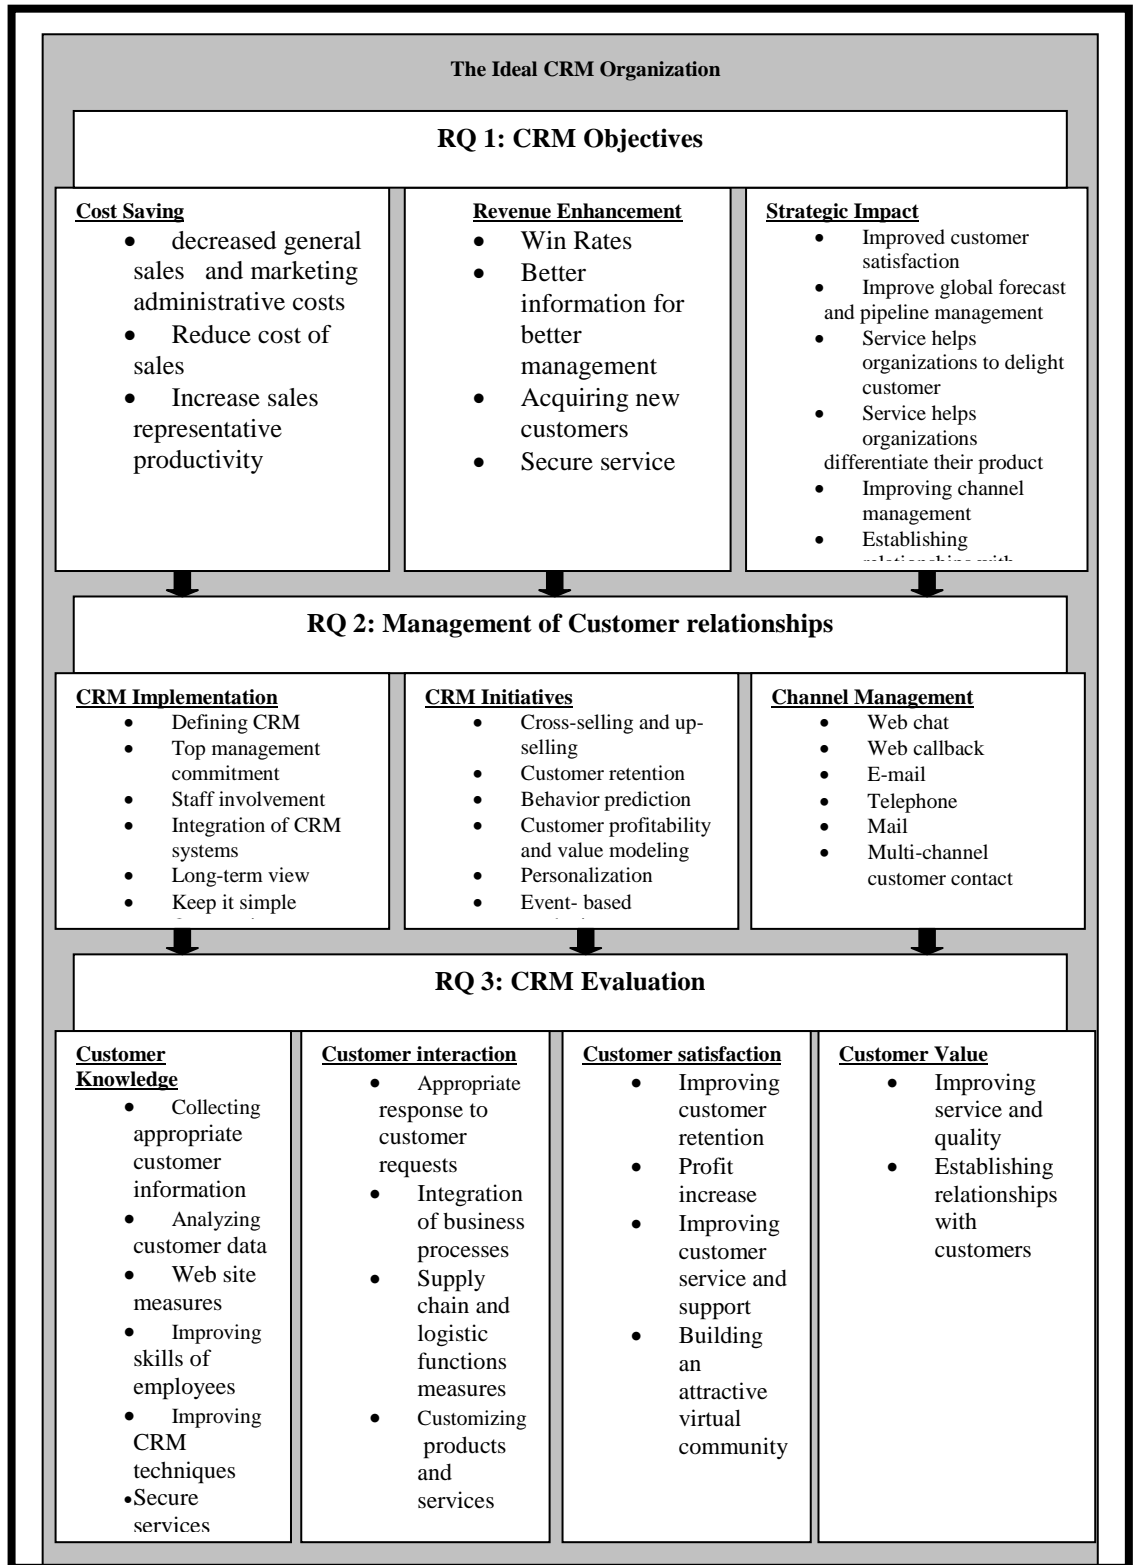 The Ideal CRM Organization
RQ 1: CRM Objectives
Cost Saving
• decreased general
sales and marketing
administrative costs
• Reduce cost of
sales
• Increase sales
representative
productivity
Revenue Enhancement
• Win Rates
• Better
information for
better
management
• Acquiring new
customers
• Secure service
Strategic Impact
• Improved customer
satisfaction
• Improve global forecast
and pipeline management
• Service helps
organizations to delight
customer
• Service helps
organizations
differentiate their product
• Improving channel
management
• Establishing
relationships with
RQ 2: Management of Customer relationships
CRM Implementation
• Defining CRM
• Top management
commitment
• Staff involvement
• Integration of CRM
systems
• Long-term view
• Keep it simple
CRM Initiatives
• Cross-selling and up-
selling
• Customer retention
• Behavior prediction
• Customer profitability
and value modeling
• Personalization
• Event- based
Channel Management
• Web chat
• Web callback
• E-mail
• Telephone
• Mail
• Multi-channel
customer contact
RQ 3: CRM Evaluation
Customer
Knowledge
• Collecting
appropriate
customer
information
• Analyzing
customer data
• Web site
measures
• Improving
skills of
employees
• Improving
CRM
techniques
•Secure
services
Customer interaction
• Appropriate
response to
customer
requests
• Integration
of business
processes
• Supply
chain and
logistic
functions
measures
• Customizing
products and
services
Customer satisfaction
• Improving
customer
retention
• Profit
increase
• Improving
customer
service and
support
• Building
an
attractive
virtual
community
Customer Value
• Improving
service and
quality
• Establishing
relationships
with
customers